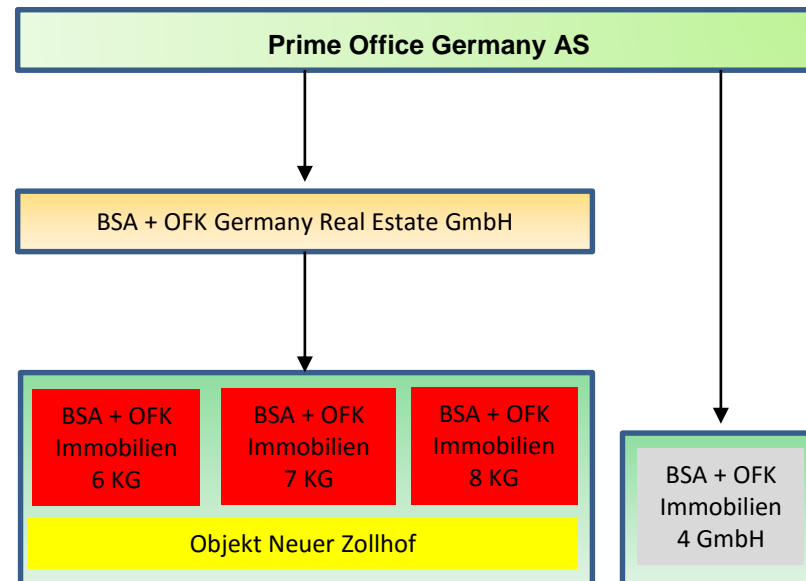 Prime Office Germany AS
BSA + OFK Germany Real Estate GmbH
BSA + OFK
Immobilien
6 KG
BSA + OFK
Immobilien
7 KG
BSA + OFK
Immobilien
8 KG
Objekt Neuer Zollhof
BSA + OFK
Immobilien
4 GmbH